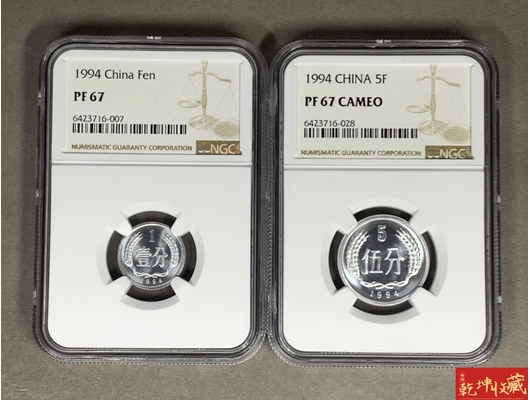 1994 China Fen
PF 67
6423716-007
NUMISMATIC GUARANTY CORPORATION
NGC
1
壹分
1994
1994 CHINA 5F
PF 67 CAMEO
6423716-028
NUMISMATIC GUARANTY CORPORATION
NGC
5
伍分
1994
乾坤收藏